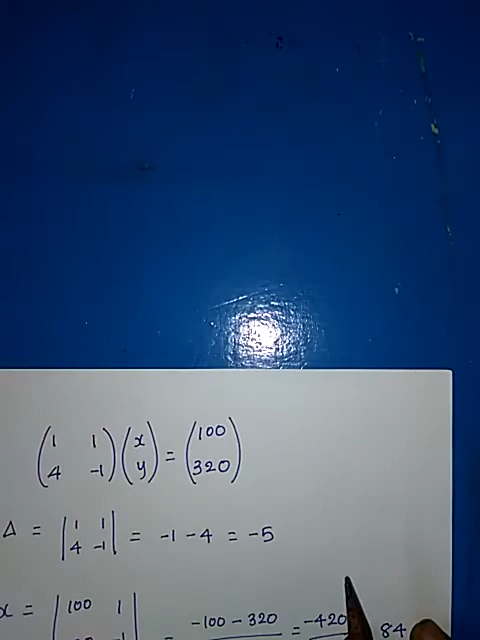 (1 1) (x) = (100)
(4 -1) (y) (320)
Δ = |1 1| = -1 - 4 = -5
|4 -1|
x = |100 1| = -100 - 320 = -420 84